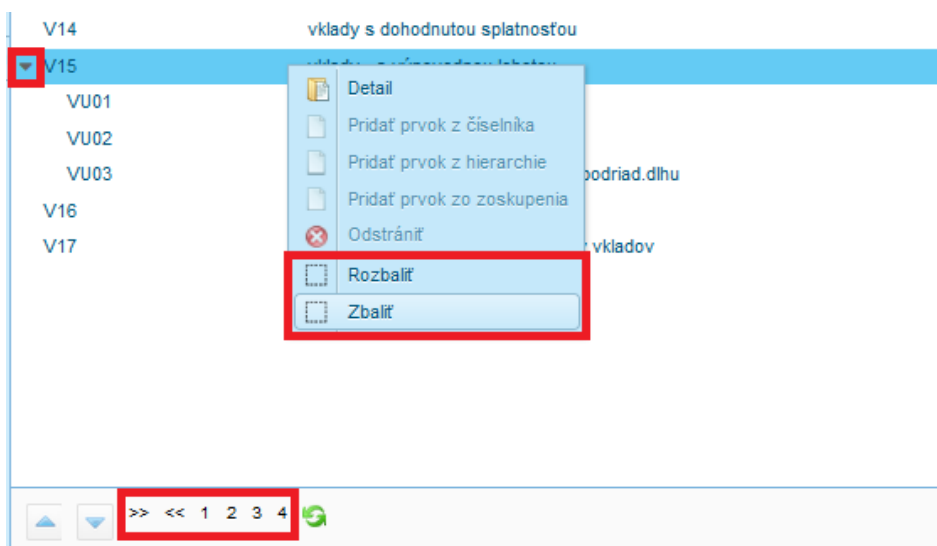 V14 vklady s dohodnutou splatnosťou
V15
Detail
VU01
Pridať prvok z číselníka
VU02
Pridať prvok z hierarchie
VU03 podriad.dlhu
Pridať prvok zo zoskupenia
V16
Odstrániť
V17 vkladov
Rozbaliť
Zbaliť
>> << 1 2 3 4